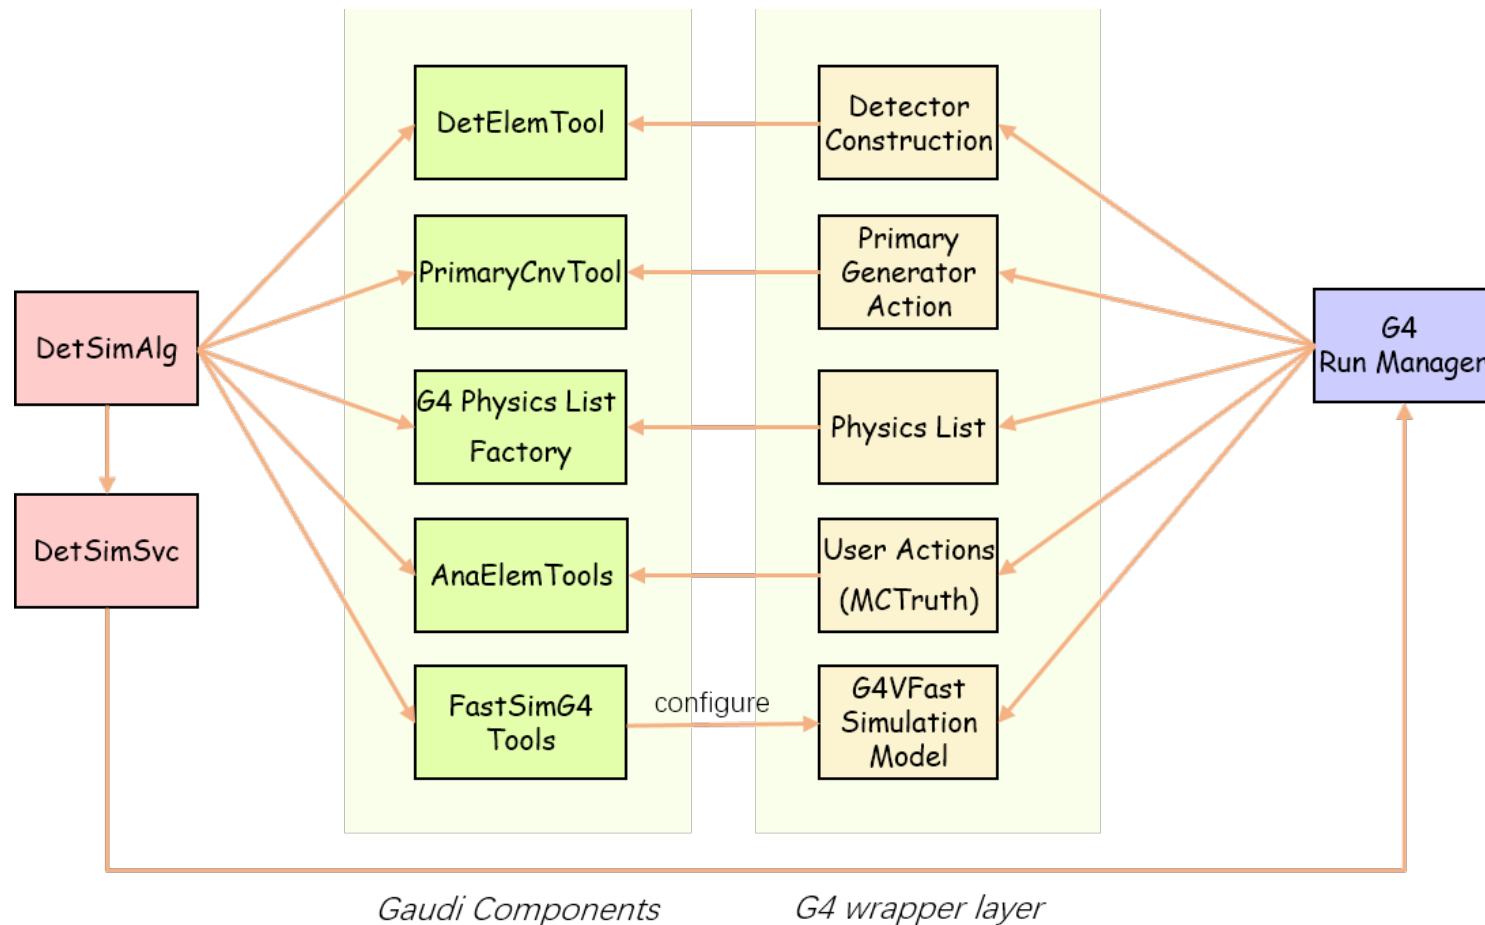 DetElemTool
Detector
Construction
PrimaryCnvTool
Primary
Generator
Action
DetSimAlg
G4
Run Manager
G4 Physics List
Factory
Physics List
DetSimSvc
AnaElemTools
User Actions
(MCTruth)
FastSimG4
Tools
configure
G4VFast
Simulation
Model
Gaudi Components
G4 wrapper layer